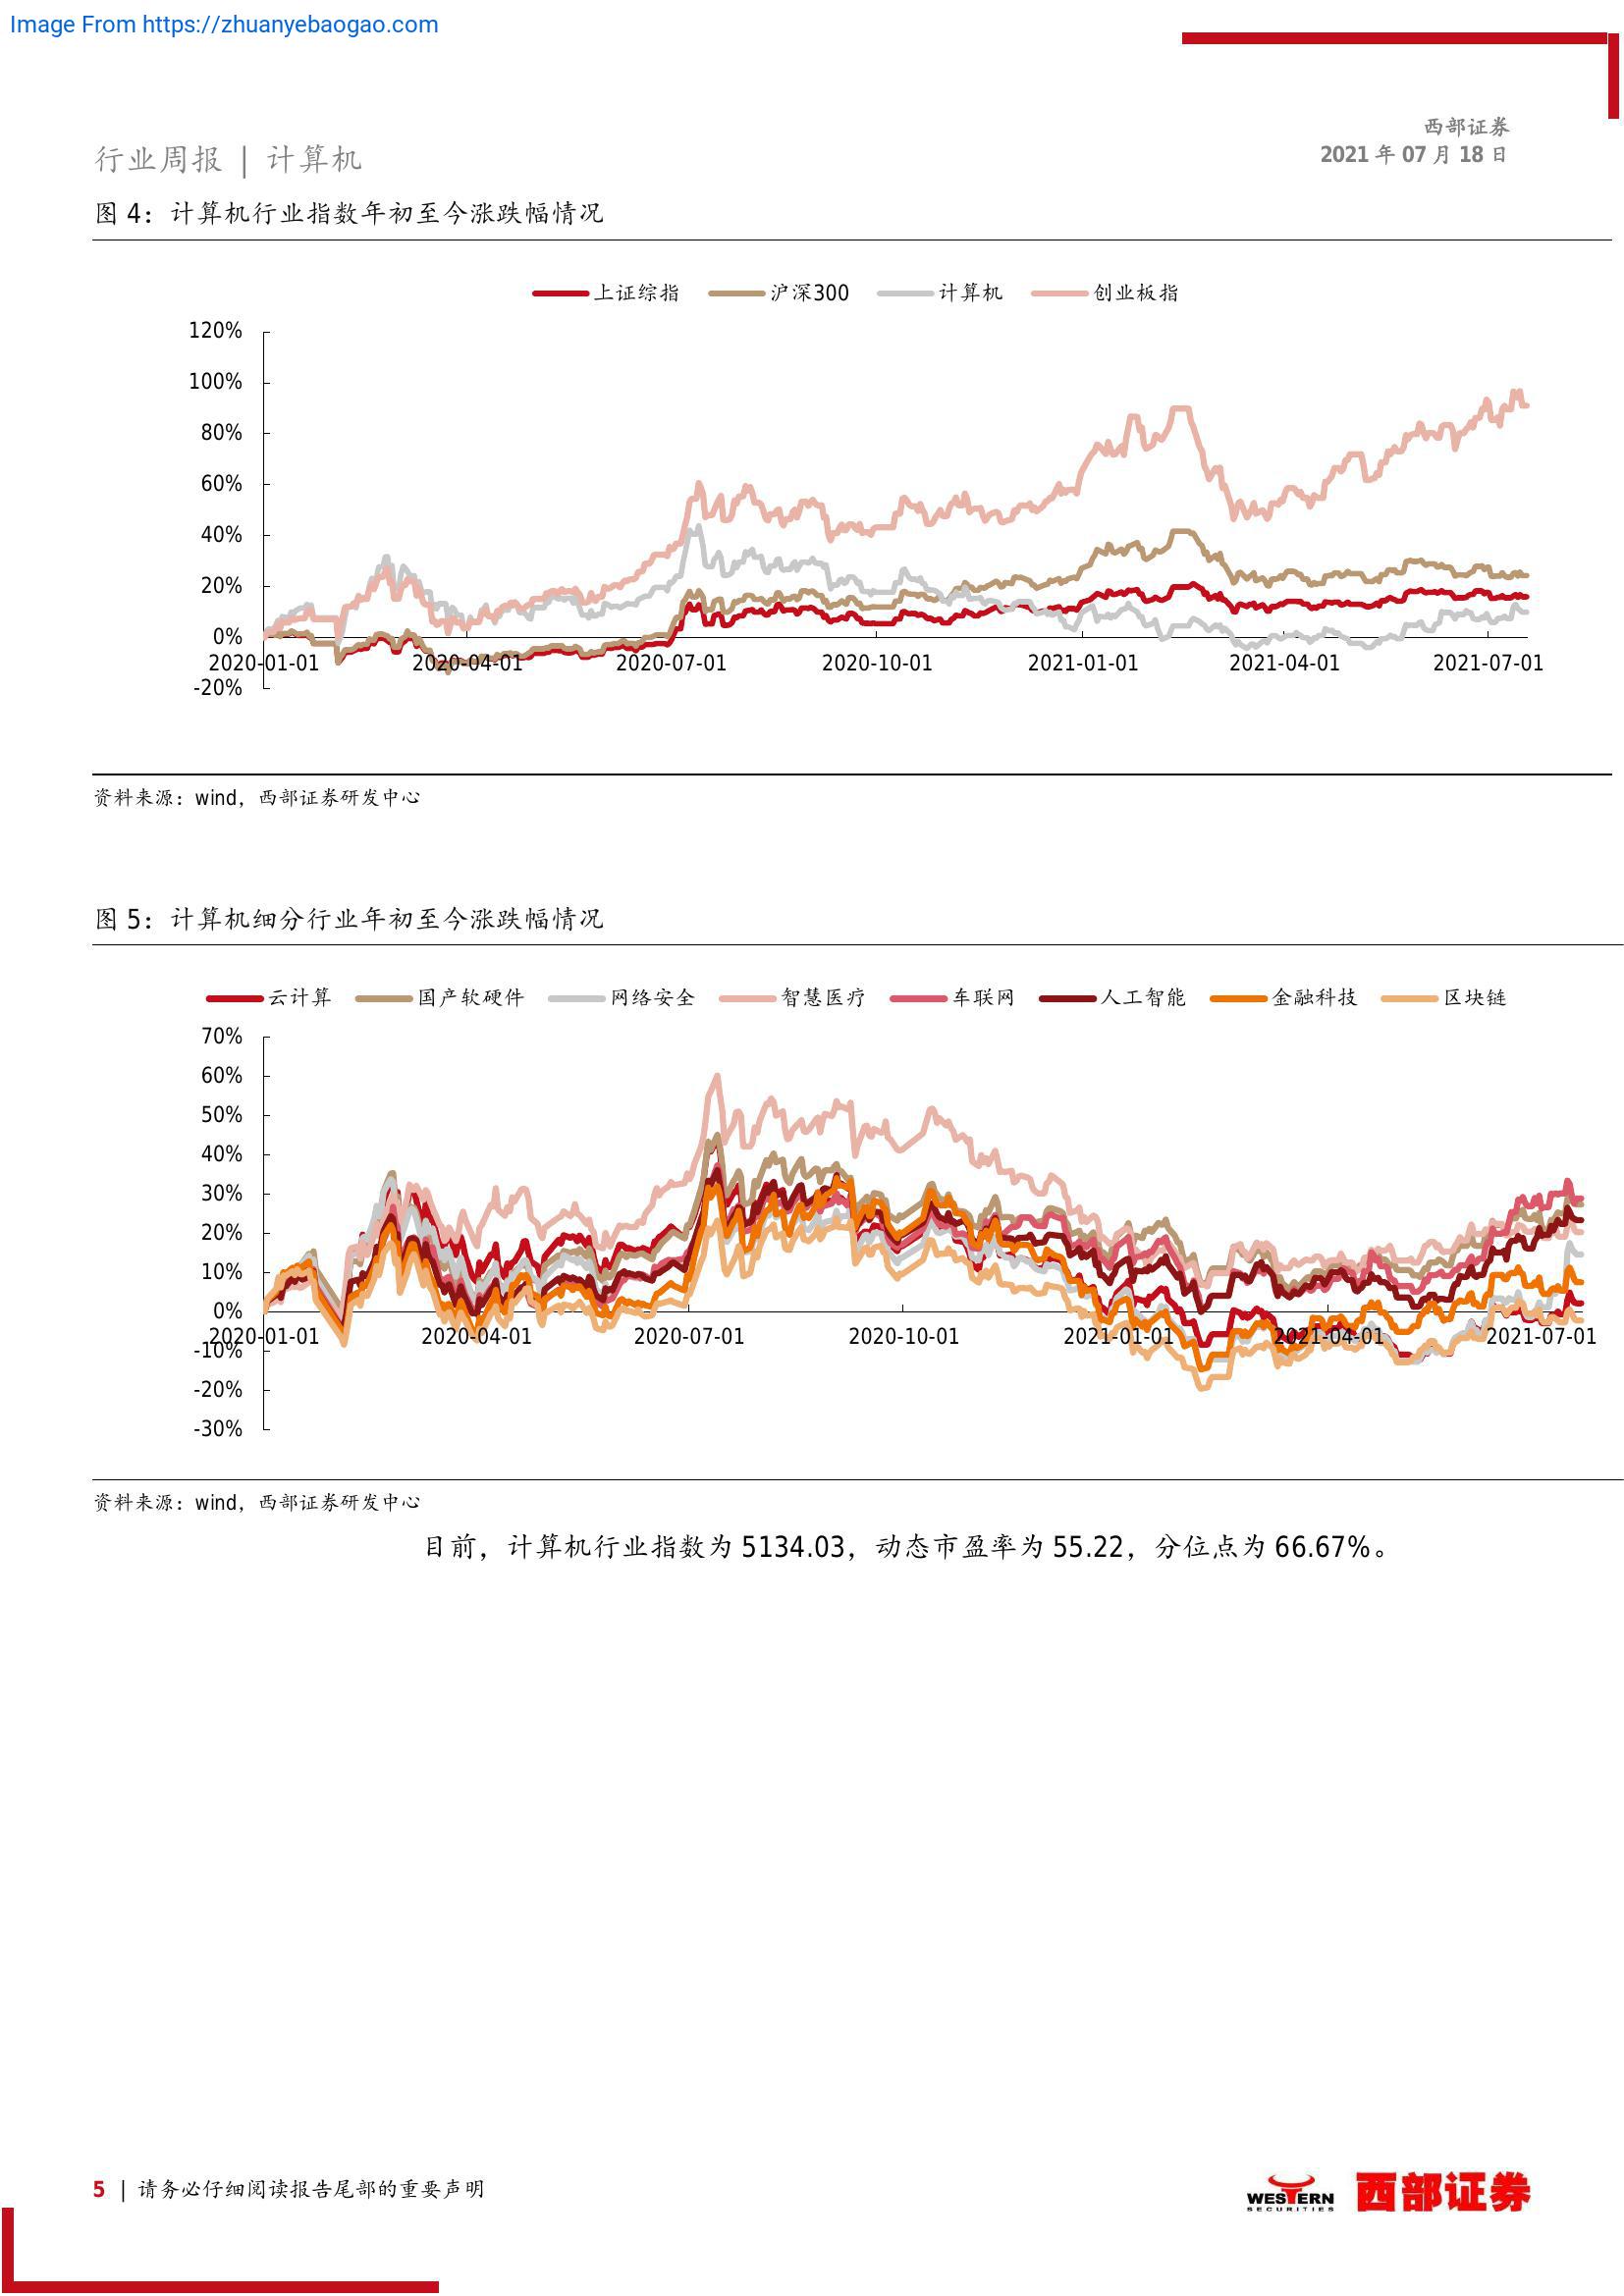 Image From https://zhuanyebaogao.com
西部证券
行业周报 | 计算机
2021 年 07 月 18 日
图 4：计算机行业指数年初至今涨跌幅情况
上证综指 沪深300 计算机 创业板指
120%
100%
80%
60%
40%
20%
0%
2020-01-01 2020-04-01 2020-07-01 2020-10-01 2021-01-01 2021-04-01 2021-07-01
-20%
资料来源：wind，西部证券研发中心
图 5：计算机细分行业年初至今涨跌幅情况
云计算 国产软硬件 网络安全 智慧医疗 车联网 人工智能 金融科技 区块链
70%
60%
50%
40%
30%
20%
10%
0%
2020-01-01 2020-04-01 2020-07-01 2020-10-01 2021-01-01 2021-04-01 2021-07-01
-10%
-20%
-30%
资料来源：wind，西部证券研发中心
目前，计算机行业指数为 5134.03，动态市盈率为 55.22，分位点为 66.67%。
5 | 请务必仔细阅读报告尾部的重要声明
WESTERN
SECURITIES
西部证券